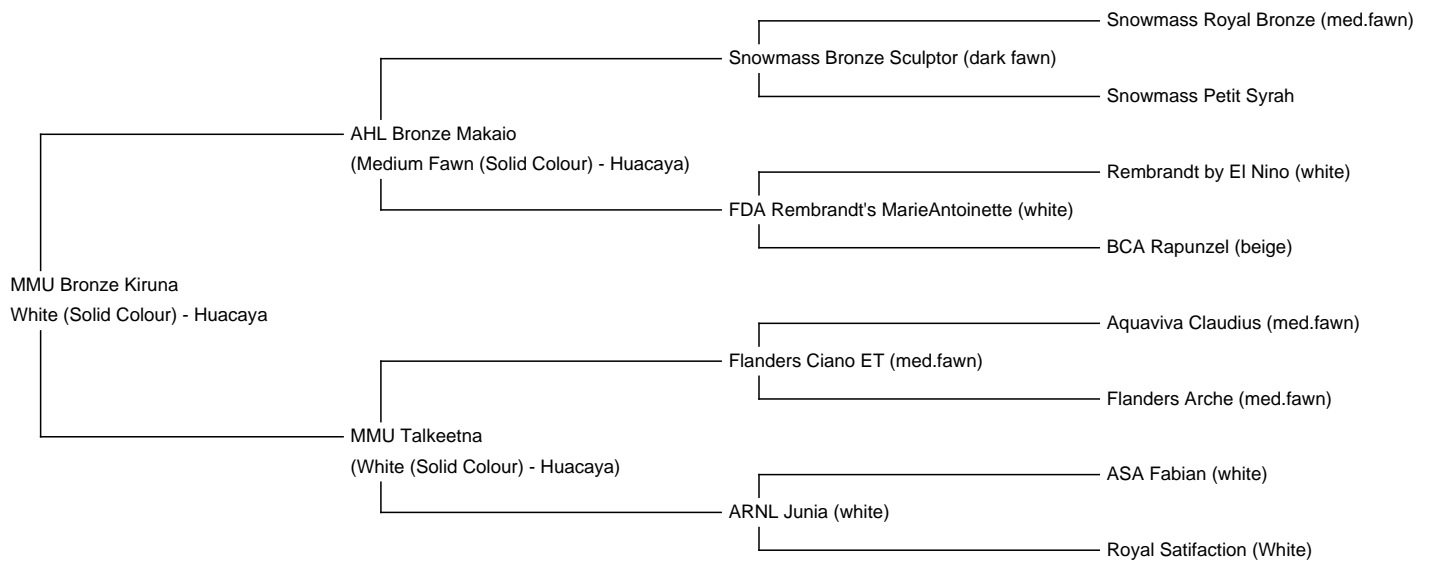 Snowmass Royal Bronze (med.fawn)
Snowmass Bronze Sculptor (dark fawn)
Snowmass Petit Syrah
AHL Bronze Makaio
(Medium Fawn (Solid Colour) - Huacaya)
Rembrandt by El Nino (white)
FDA Rembrandt's MarieAntoinette (white)
BCA Rapunzel (beige)
MMU Bronze Kiruna
White (Solid Colour) - Huacaya
Aquaviva Claudius (med.fawn)
Flanders Ciano ET (med.fawn)
Flanders Arche (med.fawn)
MMU Talkeetna
(White (Solid Colour) - Huacaya)
ASA Fabian (white)
ARNL Junia (white)
Royal Satifaction (White)